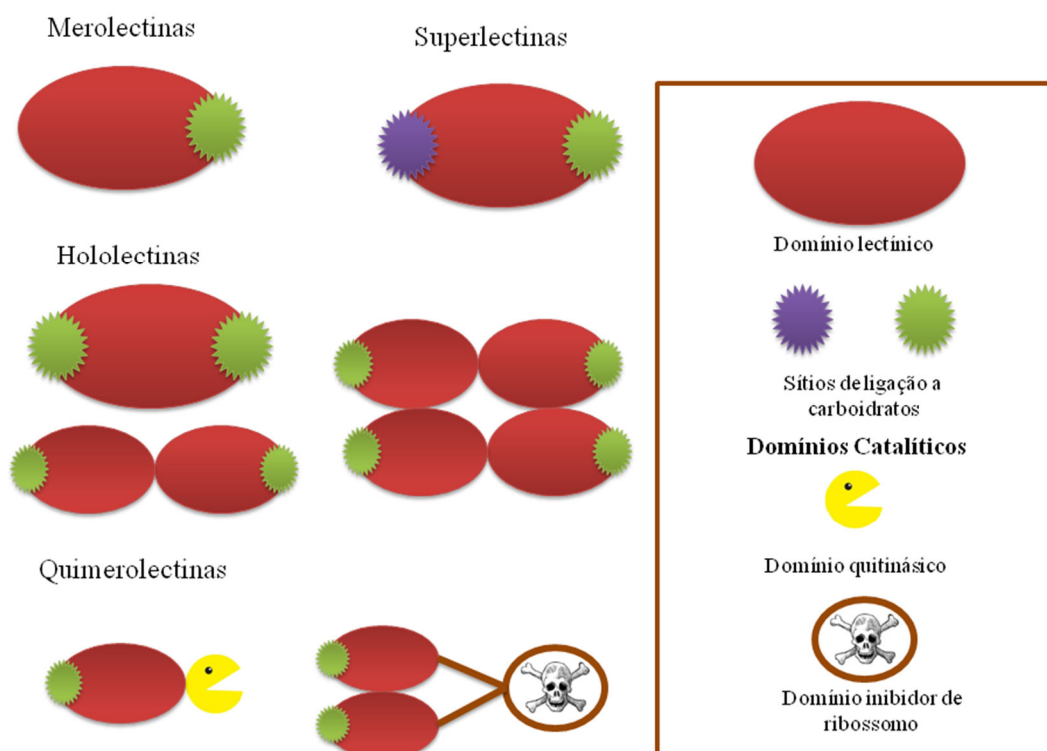 Merolectinas
Superlectinas
Hololectinas
Quimerolectinas
Domínio lectínico
Sítios de ligação a
carboidratos
Domínios Catalíticos
Domínio quitinásico
Domínio inibidor de
ribossomo